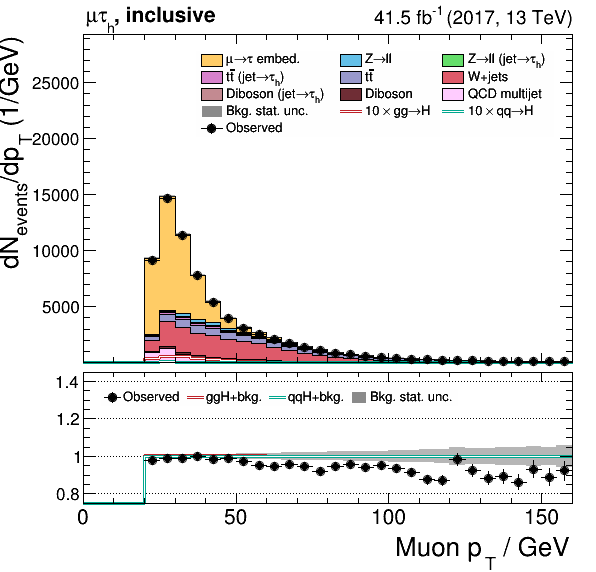 μτh, inclusive 41.5 fb-1 (2017, 13 TeV)
μ→τ embed. Z→ll Z→ll (jet→τh)
tt̄ (jet→τh) tt̄ W+jets
Diboson (jet→τh) Diboson QCD multijet
Bkg. stat. unc. 10 × gg→H 10 × qq→H
Observed
dNevents/dpT (1/GeV)
25000
20000
15000
10000
5000
Observed ggH+bkg. qqH+bkg. Bkg. stat. unc.
1.4
1.2
1
0.8
0 50 100 150
Muon pT / GeV